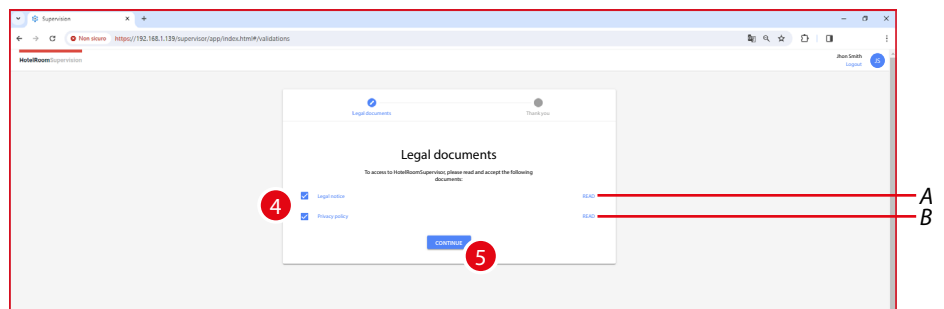 Supervision
Non sicuro https://192.168.1.139/supervisor/app/index.html#/validations
HotelRoomSupervision
Jhon Smith
Logout
JS
Legal documents
Thank you
Legal documents
To access to HotelRoomSupervisor, please read and accept the following
documents:
4
Legal notice READ A
Privacy policy READ B
CONTINUE
5